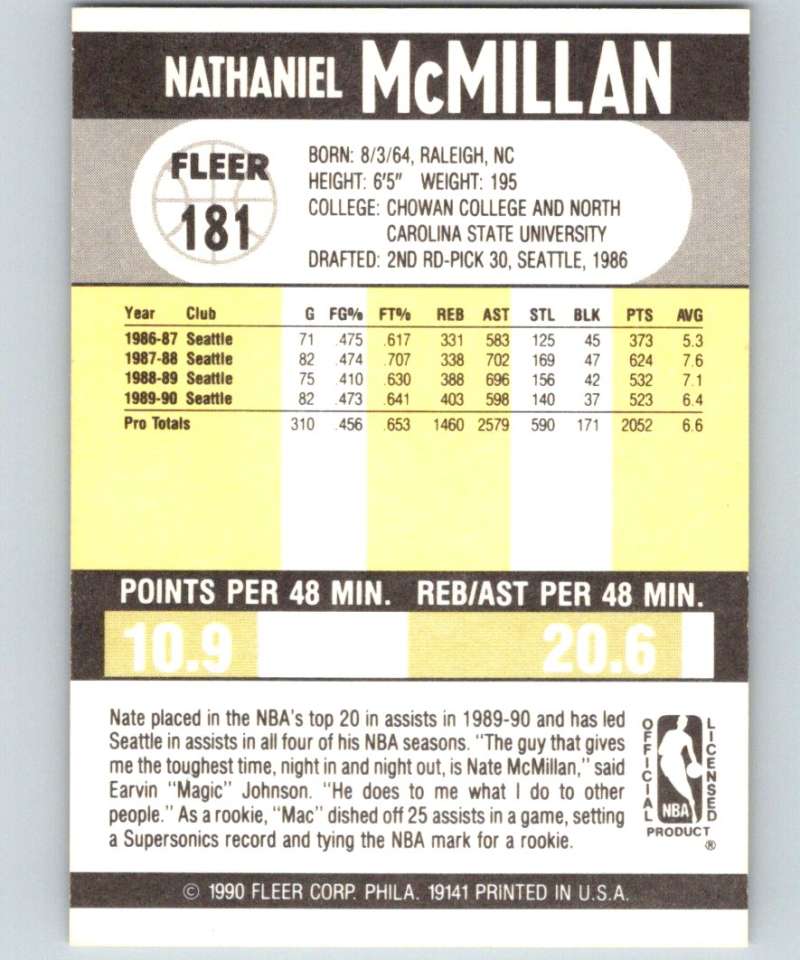 NATHANIEL McMILLAN
FLEER
181
BORN: 8/3/64, RALEIGH, NC
HEIGHT: 6'5" WEIGHT: 195
COLLEGE: CHOWAN COLLEGE AND NORTH
CAROLINA STATE UNIVERSITY
DRAFTED: 2ND RD-PICK 30, SEATTLE, 1986
Year Club G FG% FT% REB AST STL BLK PTS AVG
1986-87 Seattle 71 .475 .617 331 583 125 45 373 5.3
1987-88 Seattle 82 .474 .707 338 702 169 47 624 7.6
1988-89 Seattle 75 .410 .630 388 696 156 42 532 7.1
1989-90 Seattle 82 .473 .641 403 598 140 37 523 6.4
Pro Totals 310 .456 .653 1460 2579 590 171 2052 6.6
POINTS PER 48 MIN. REB/AST PER 48 MIN.
10.9 20.6
Nate placed in the NBA's top 20 in assists in 1989-90 and has led
Seattle in assists in all four of his NBA seasons. "The guy that gives
me the toughest time, night in and night out, is Nate McMillan," said
Earvin "Magic" Johnson. "He does to me what I do to other
people." As a rookie, "Mac" dished off 25 assists in a game, setting
a Supersonics record and tying the NBA mark for a rookie.
OFFICIAL
NBA
LICENSED
PRODUCT
®
© 1990 FLEER CORP. PHILA. 19141 PRINTED IN U.S.A.